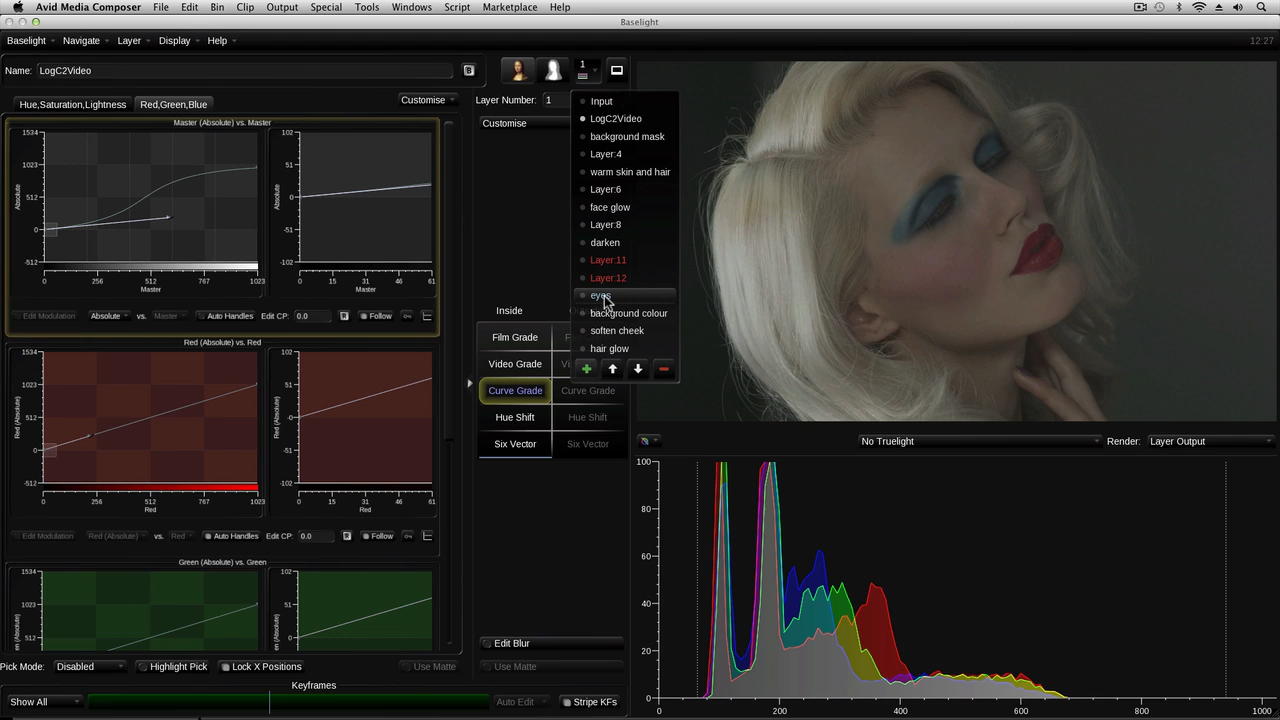 Avid Media Composer File Edit Bin Clip Output Special Tools Windows Script Marketplace Help
Baselight
Baselight Navigate Layer Display Help 12:27
Name: LogC2Video
1
Hue,Saturation,Lightness Red,Green,Blue Customise
Layer Number: 1
Customise
Input
LogC2Video
background mask
Layer:4
warm skin and hair
Layer:6
face glow
Layer:8
darken
Layer:11
Layer:12
eyes
background colour
soften cheek
hair glow
Master (Absolute) vs. Master
1534 102
1023 51
512 0
0 -51
-512 -102
Absolute Absolute
0 256 512 767 1023 0 15 31 46 61
Master Master
Edit Modulation Absolute vs. Master Auto Handles Edit CP: 0.0 Follow
Inside
Film Grade
Video Grade
Curve Grade Curve Grade
Hue Shift Hue Shift
Six Vector Six Vector
Red (Absolute) vs. Red
1534 102
1023 51
512 -0
0 -51
-512 -102
Red (Absolute) Red (Absolute)
0 256 512 767 1023 0 15 31 46 61
Red Red
Edit Modulation Red (Absolute) vs. Red Auto Handles Edit CP: 0.0 Follow
Green (Absolute) vs. Green
1534 102
1023 51
512 0
Edit Blur
Pick Mode: Disabled Highlight Pick Lock X Positions Use Matte Use Matte
Keyframes
Show All Auto Edit Stripe KFs
No Truelight Render: Layer Output
100
80
60
40
20
0
0 200 400 600 800 1000